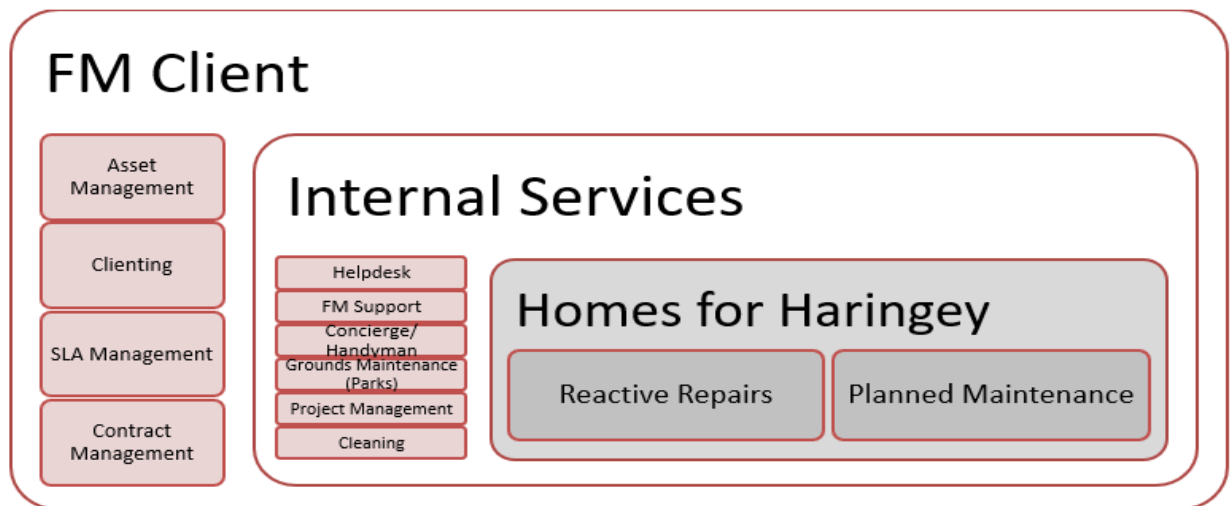 FM Client
Asset
Management
Clienting
SLA Management
Contract
Management
Internal Services
Helpdesk
FM Support
Concierge/
Handyman
Grounds Maintenance
(Parks)
Project Management
Cleaning
Homes for Haringey
Reactive Repairs
Planned Maintenance